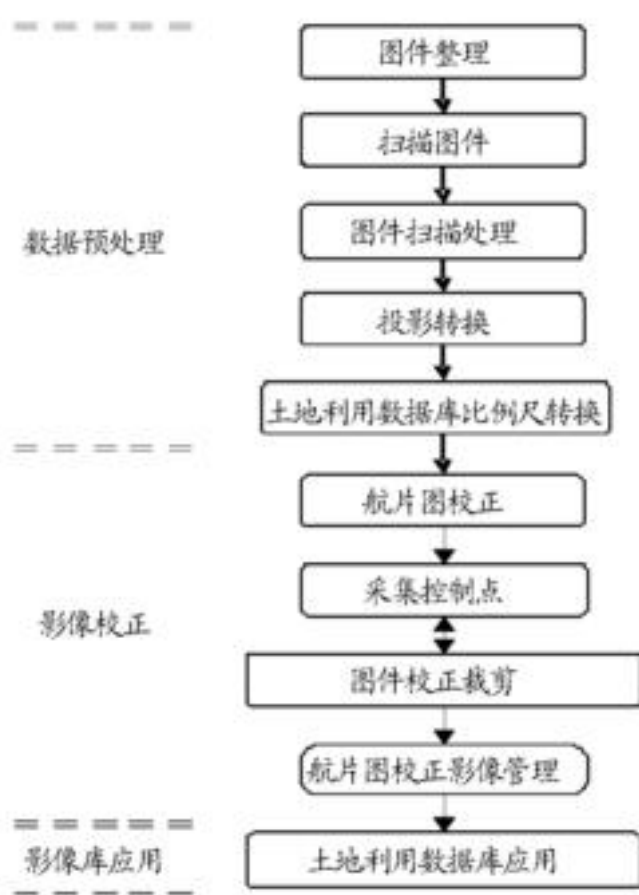 图件整理
扫描图件
图件扫描处理
数据预处理
投影转换
土地利用数据库比例尺转换
航片图校正
采集控制点
影像校正
图件校正裁剪
航片图校正影像管理
影像库应用
土地利用数据库应用